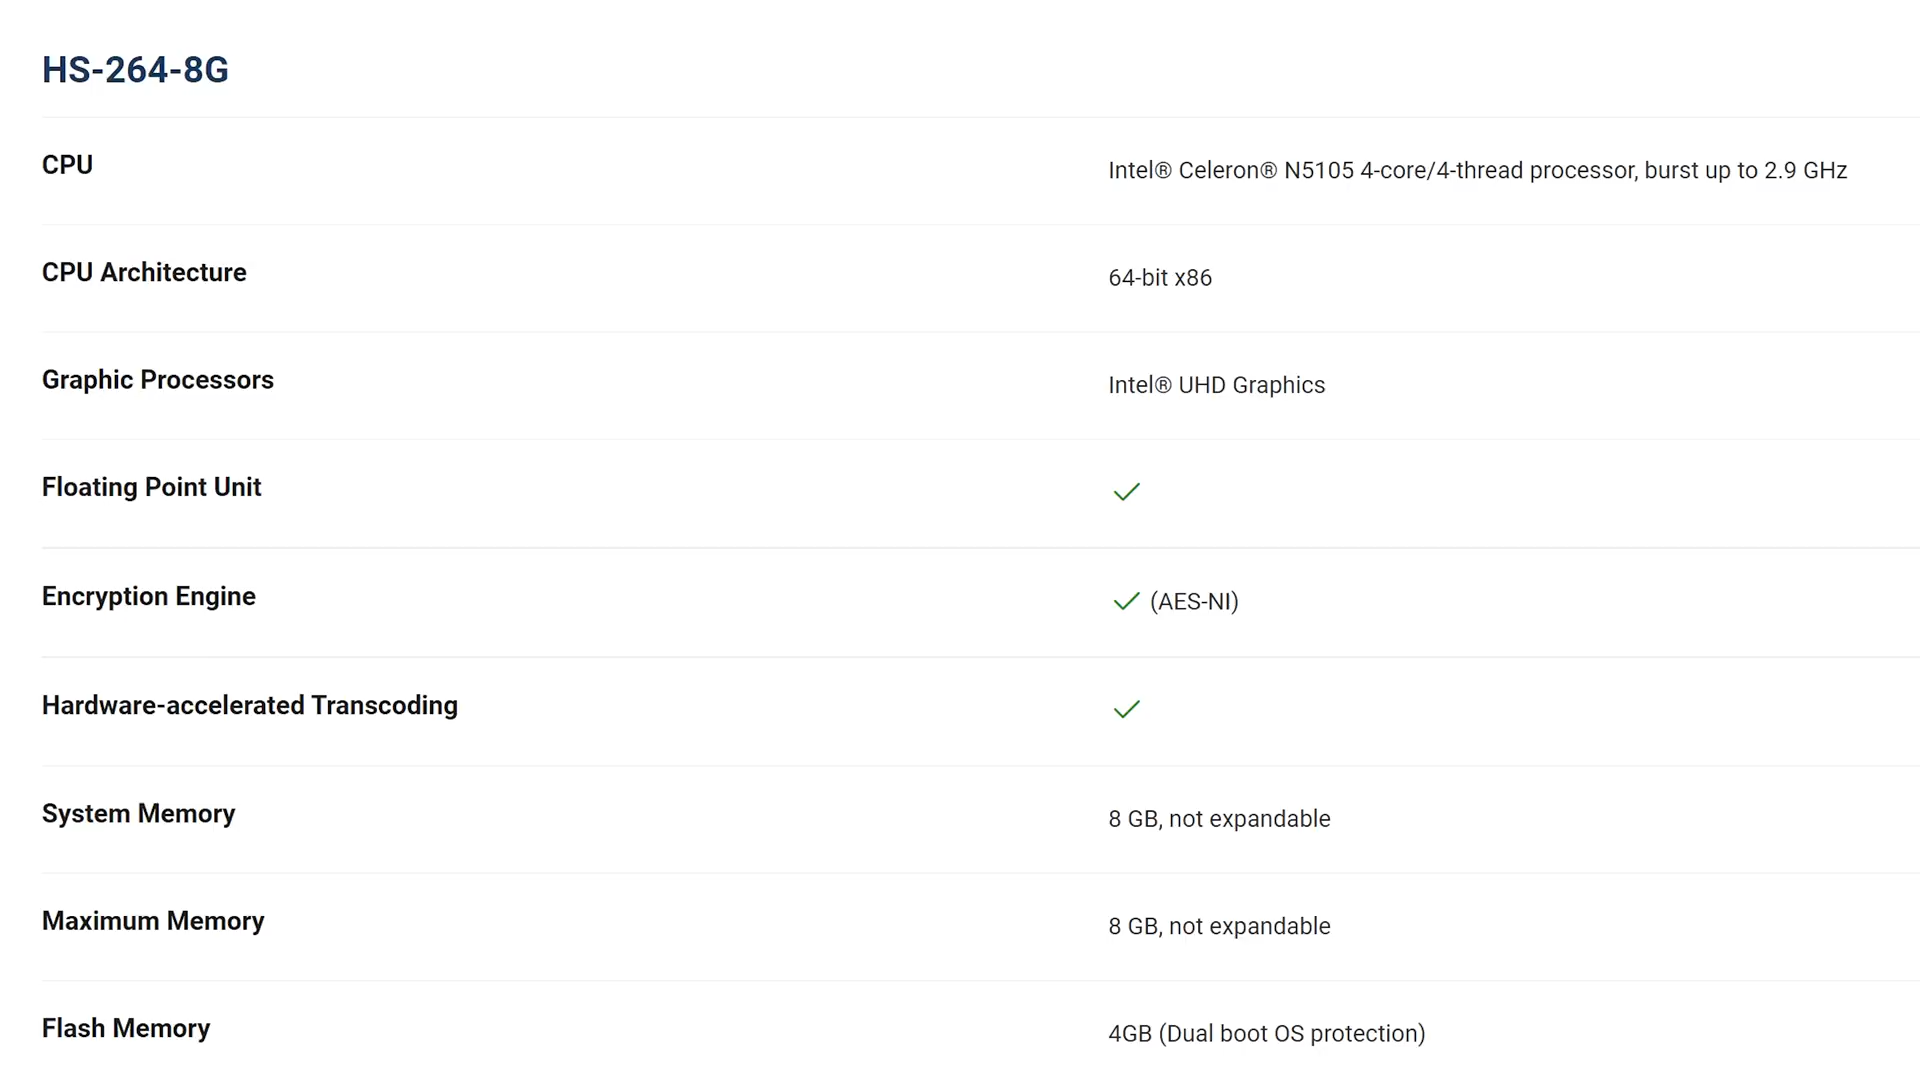 HS-264-8G
CPU
Intel® Celeron® N5105 4-core/4-thread processor, burst up to 2.9 GHz
CPU Architecture
64-bit x86
Graphic Processors
Intel® UHD Graphics
Floating Point Unit
✓
Encryption Engine
✓ (AES-NI)
Hardware-accelerated Transcoding
✓
System Memory
8 GB, not expandable
Maximum Memory
8 GB, not expandable
Flash Memory
4GB (Dual boot OS protection)